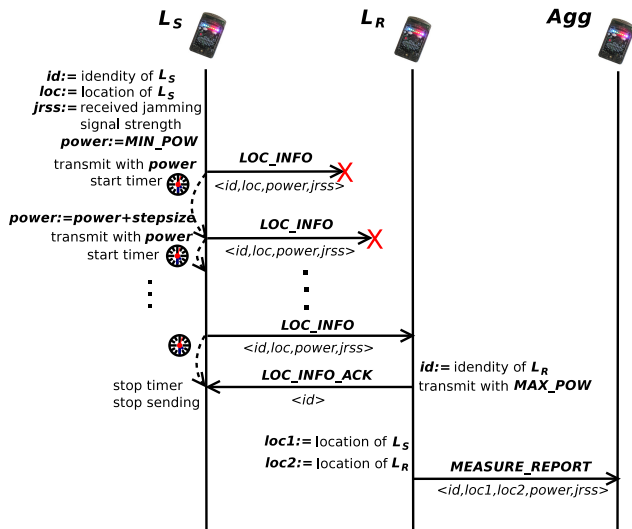 L_S
L_R
Agg
id:= idendity of L_S
loc:= location of L_S
jrss:= received jamming
signal strength
power:=MIN_POW
transmit with power
start timer
LOC_INFO
X
<id,loc,power,jrss>
power:=power+stepsize
transmit with power
start timer
LOC_INFO
X
<id,loc,power,jrss>
LOC_INFO
<id,loc,power,jrss>
id:= idendity of L_R
transmit with MAX_POW
LOC_INFO_ACK
<id>
stop timer
stop sending
loc1:= location of L_S
loc2:= location of L_R
MEASURE_REPORT
<id,loc1,loc2,power,jrss>